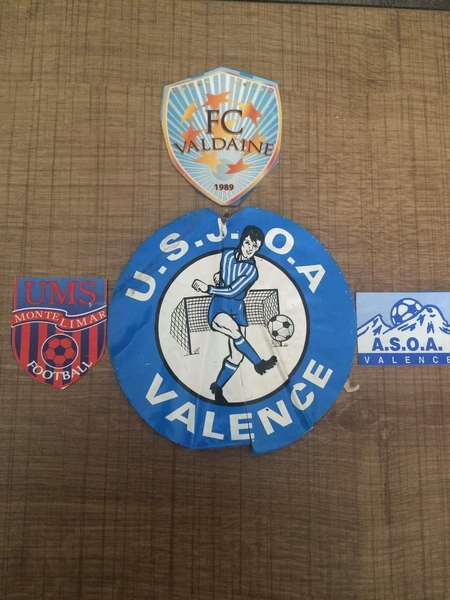 FC
VALDAINE
1989
U.S.J.O.A
VALENCE
UMS
MONTELIMAR
FOOTBALL
A.S.O.A.
VALENCE